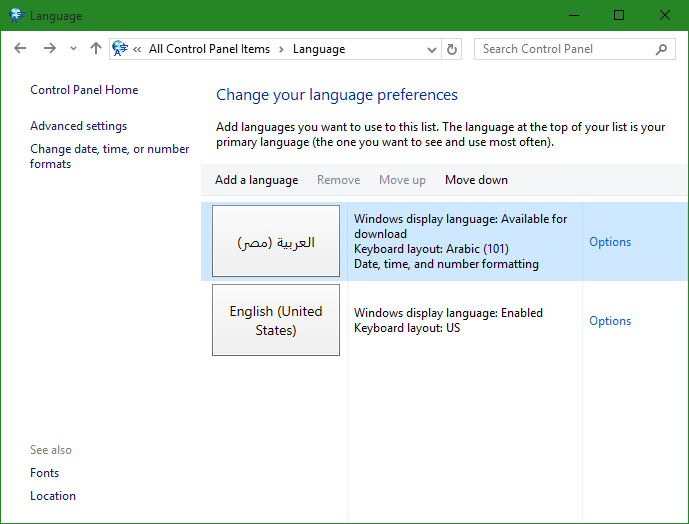 Language
« All Control Panel Items › Language
Search Control Panel
Control Panel Home
Advanced settings
Change date, time, or number
formats
Change your language preferences
Add languages you want to use to this list. The language at the top of your list is your
primary language (the one you want to see and use most often).
Add a language Remove Move up Move down
العربية (مصر)
Windows display language: Available for
download
Keyboard layout: Arabic (101)
Date, time, and number formatting
Options
English (United
States)
Windows display language: Enabled
Keyboard layout: US
Options
See also
Fonts
Location